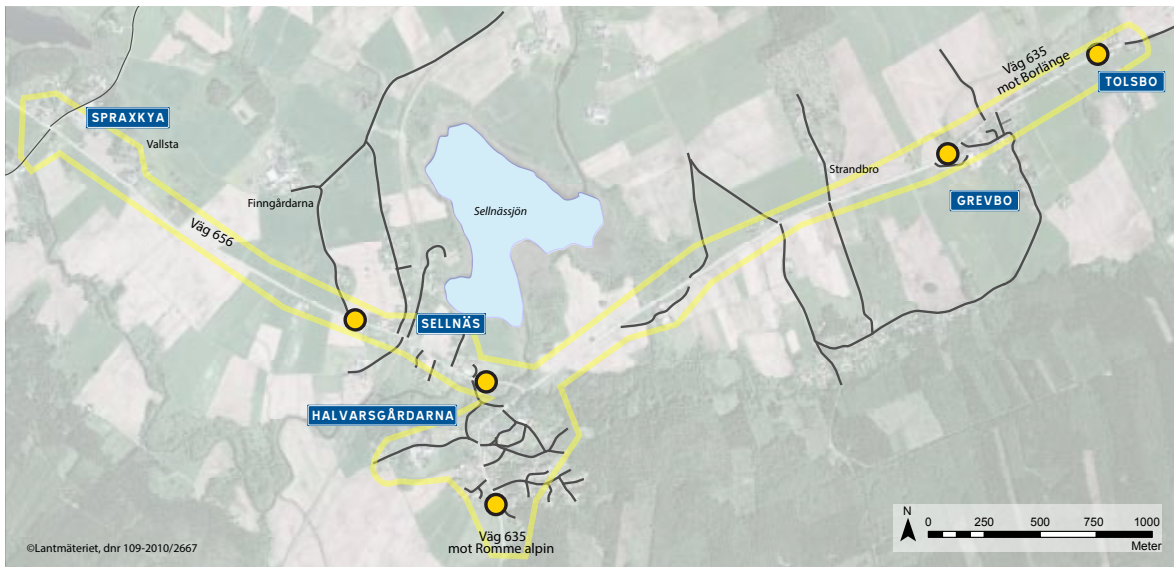 Väg 635
mot Borlänge
TOLSBO
SPRAXKYA
Vallsta
Strandbro
GREVBO
Finngårdarna
Sellnässjön
Väg 656
SELLNÄS
HALVARSGÅRDARNA
Väg 635
mot Romme alpin
©Lantmäteriet, dnr 109-2010/2667
N
0 250 500 750 1000
Meter